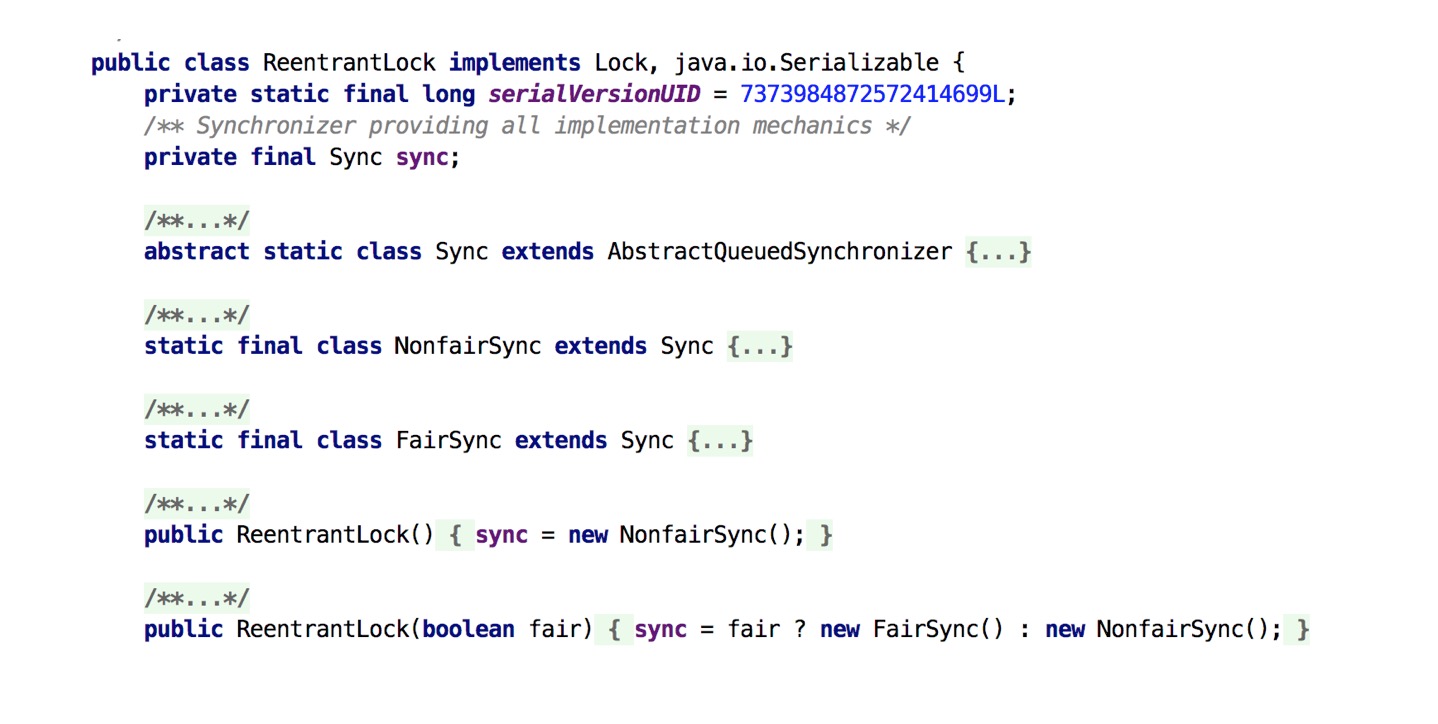 public class ReentrantLock implements Lock, java.io.Serializable {
private static final long serialVersionUID = 7373984872572414699L;
/** Synchronizer providing all implementation mechanics */
private final Sync sync;
/**...*/
abstract static class Sync extends AbstractQueuedSynchronizer {...}
/**...*/
static final class NonfairSync extends Sync {...}
/**...*/
static final class FairSync extends Sync {...}
/**...*/
public ReentrantLock() { sync = new NonfairSync(); }
/**...*/
public ReentrantLock(boolean fair) { sync = fair ? new FairSync() : new NonfairSync(); }